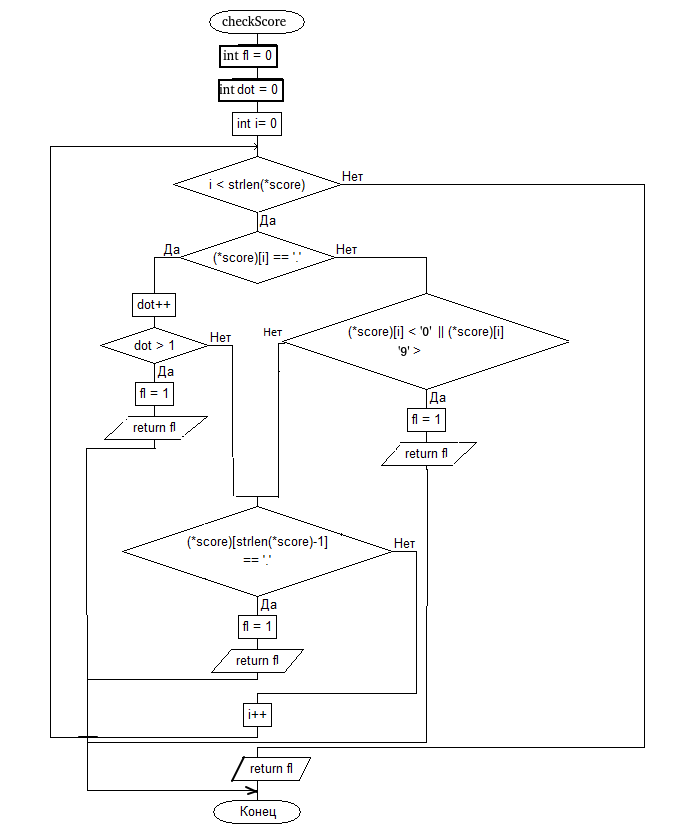 checkScore
int fl = 0
int dot = 0
int i= 0
i < strlen(*score)
Нет
Да
(*score)[i] == '.'
Да
Нет
dot++
dot > 1
Нет
Да
fl = 1
return fl
(*score)[i] < '0' || (*score)[i]
'9' >
Нет
Да
fl = 1
return fl
(*score)[strlen(*score)-1]
== '.'
Нет
Да
fl = 1
return fl
i++
return fl
Конец